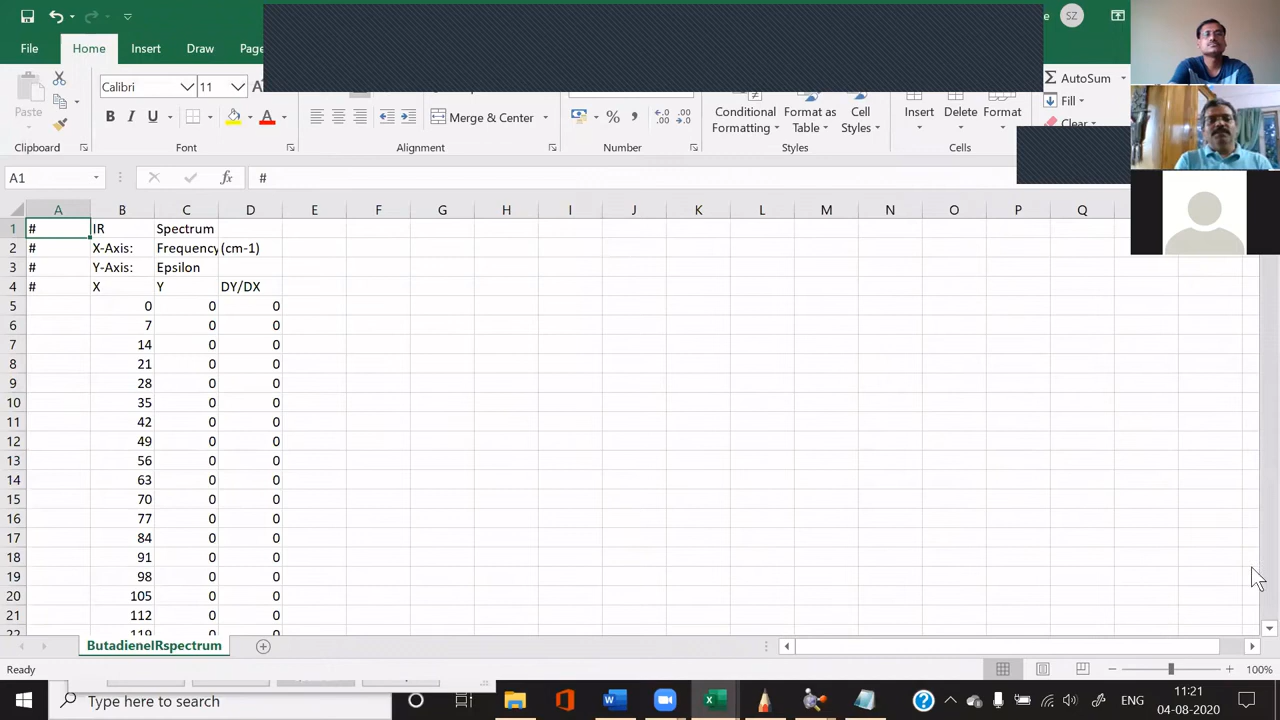 e SZ
File Home Insert Draw Page
Calibri 11 A AutoSum
Paste B I U A Merge & Center % Conditional Format as Cell Insert Delete Format Fill
Formatting Table Styles Clear
Clipboard Font Alignment Number Styles Cells
A1 fx #
A B C D E F G H I J K L M N O P Q
1 # IR Spectrum
2 # X-Axis: Frequency (cm-1)
3 # Y-Axis: Epsilon
4 # X Y DY/DX
5 0 0 0
6 7 0 0
7 14 0 0
8 21 0 0
9 28 0 0
10 35 0 0
11 42 0 0
12 49 0 0
13 56 0 0
14 63 0 0
15 70 0 0
16 77 0 0
17 84 0 0
18 91 0 0
19 98 0 0
20 105 0 0
21 112 0 0
22 119 0 0
ButadieneIRspectrum
Ready 100%
Type here to search ENG 11:21
04-08-2020